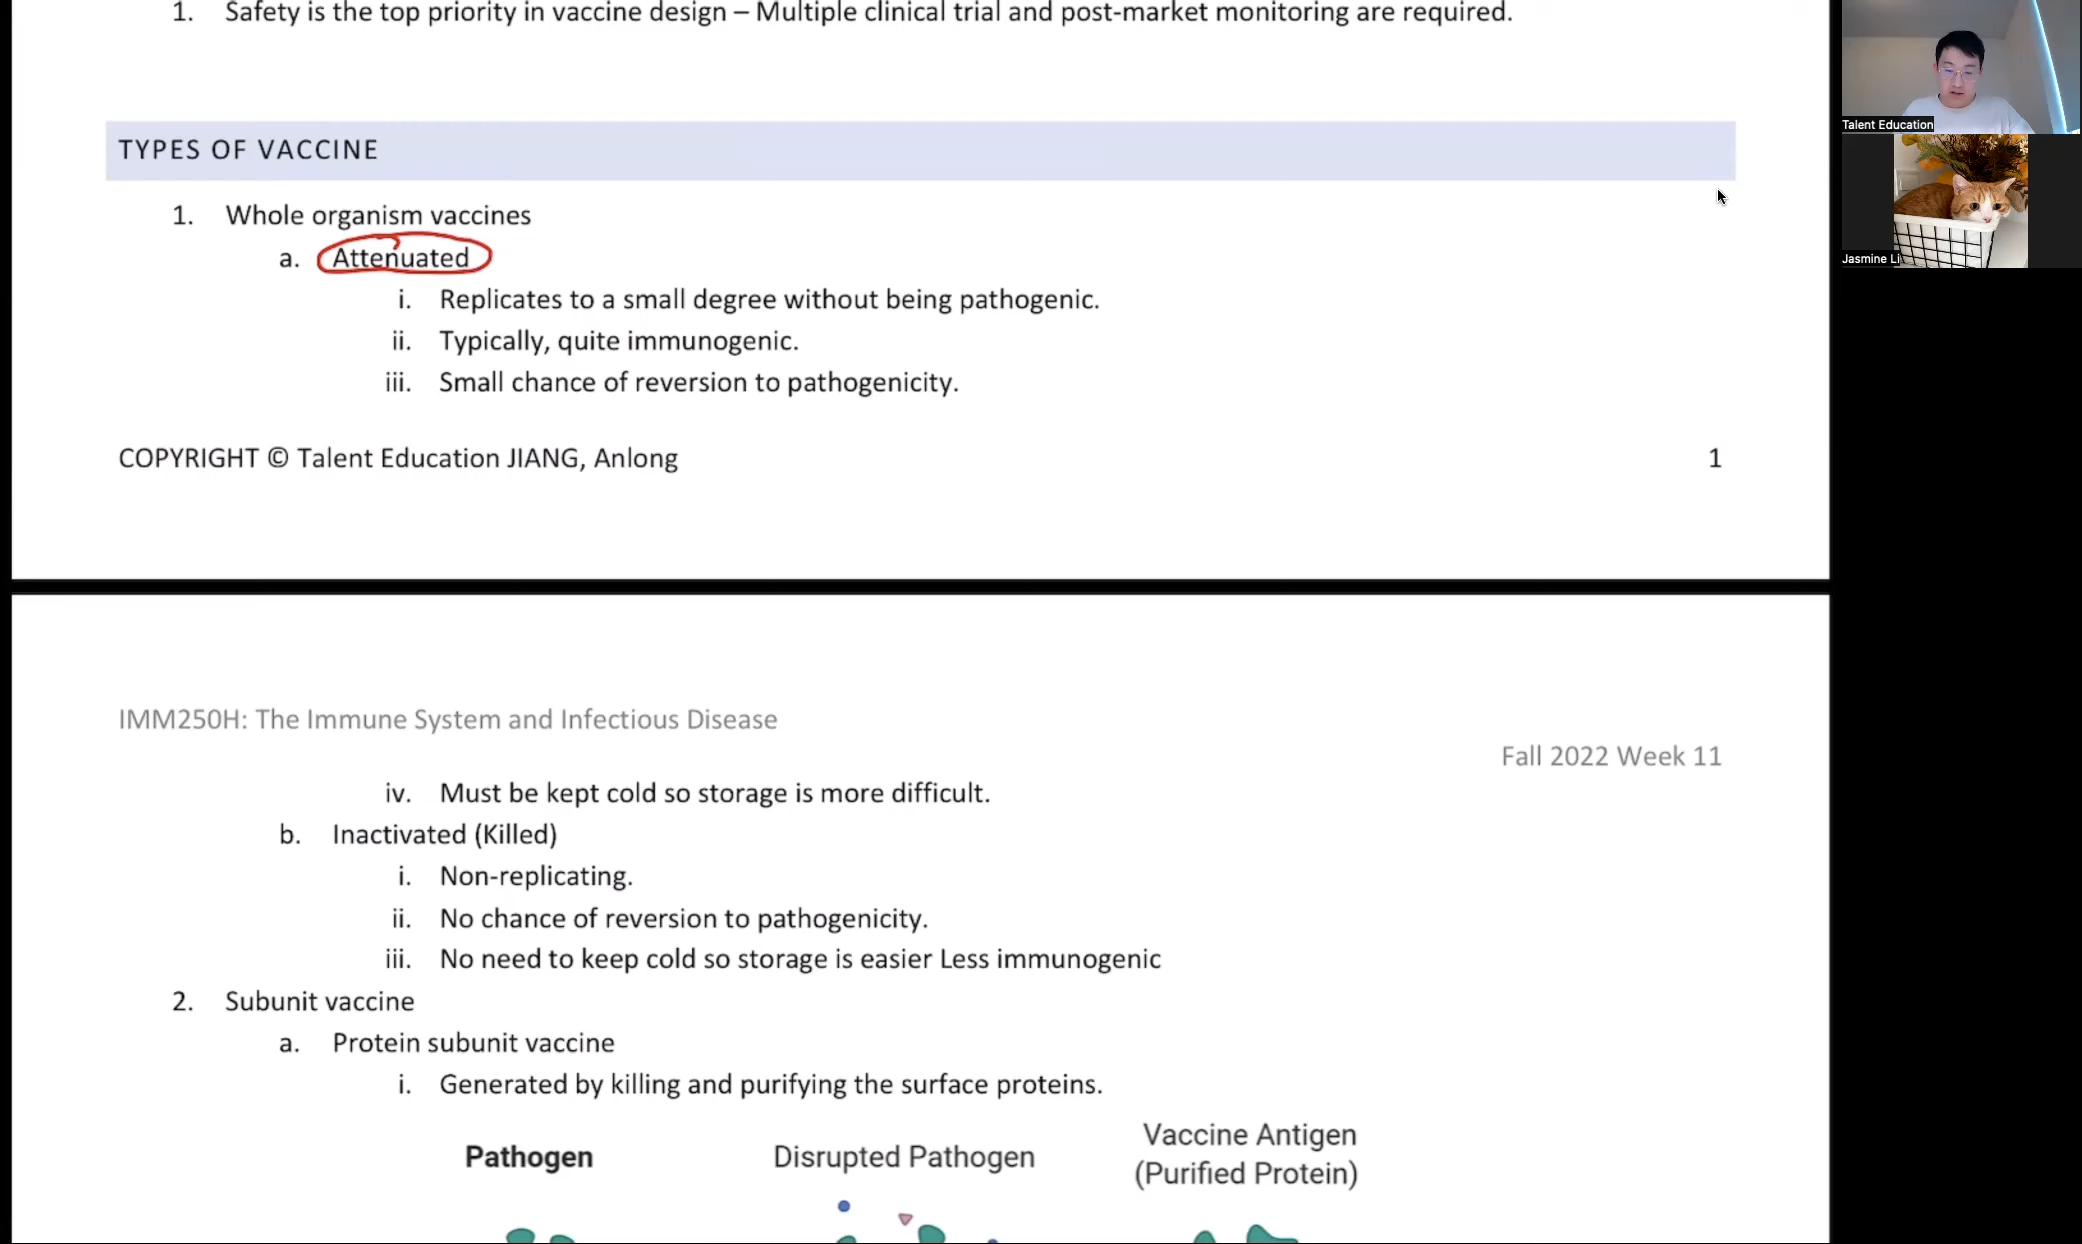 1. Safety is the top priority in vaccine design – Multiple clinical trial and post-market monitoring are required.
TYPES OF VACCINE
1. Whole organism vaccines
a. Attenuated
i. Replicates to a small degree without being pathogenic.
ii. Typically, quite immunogenic.
iii. Small chance of reversion to pathogenicity.
COPYRIGHT © Talent Education JIANG, Anlong
1
IMM250H: The Immune System and Infectious Disease
Fall 2022 Week 11
iv. Must be kept cold so storage is more difficult.
b. Inactivated (Killed)
i. Non-replicating.
ii. No chance of reversion to pathogenicity.
iii. No need to keep cold so storage is easier Less immunogenic
2. Subunit vaccine
a. Protein subunit vaccine
i. Generated by killing and purifying the surface proteins.
Pathogen
Disrupted Pathogen
Vaccine Antigen
(Purified Protein)
Talent Education
Jasmine Li